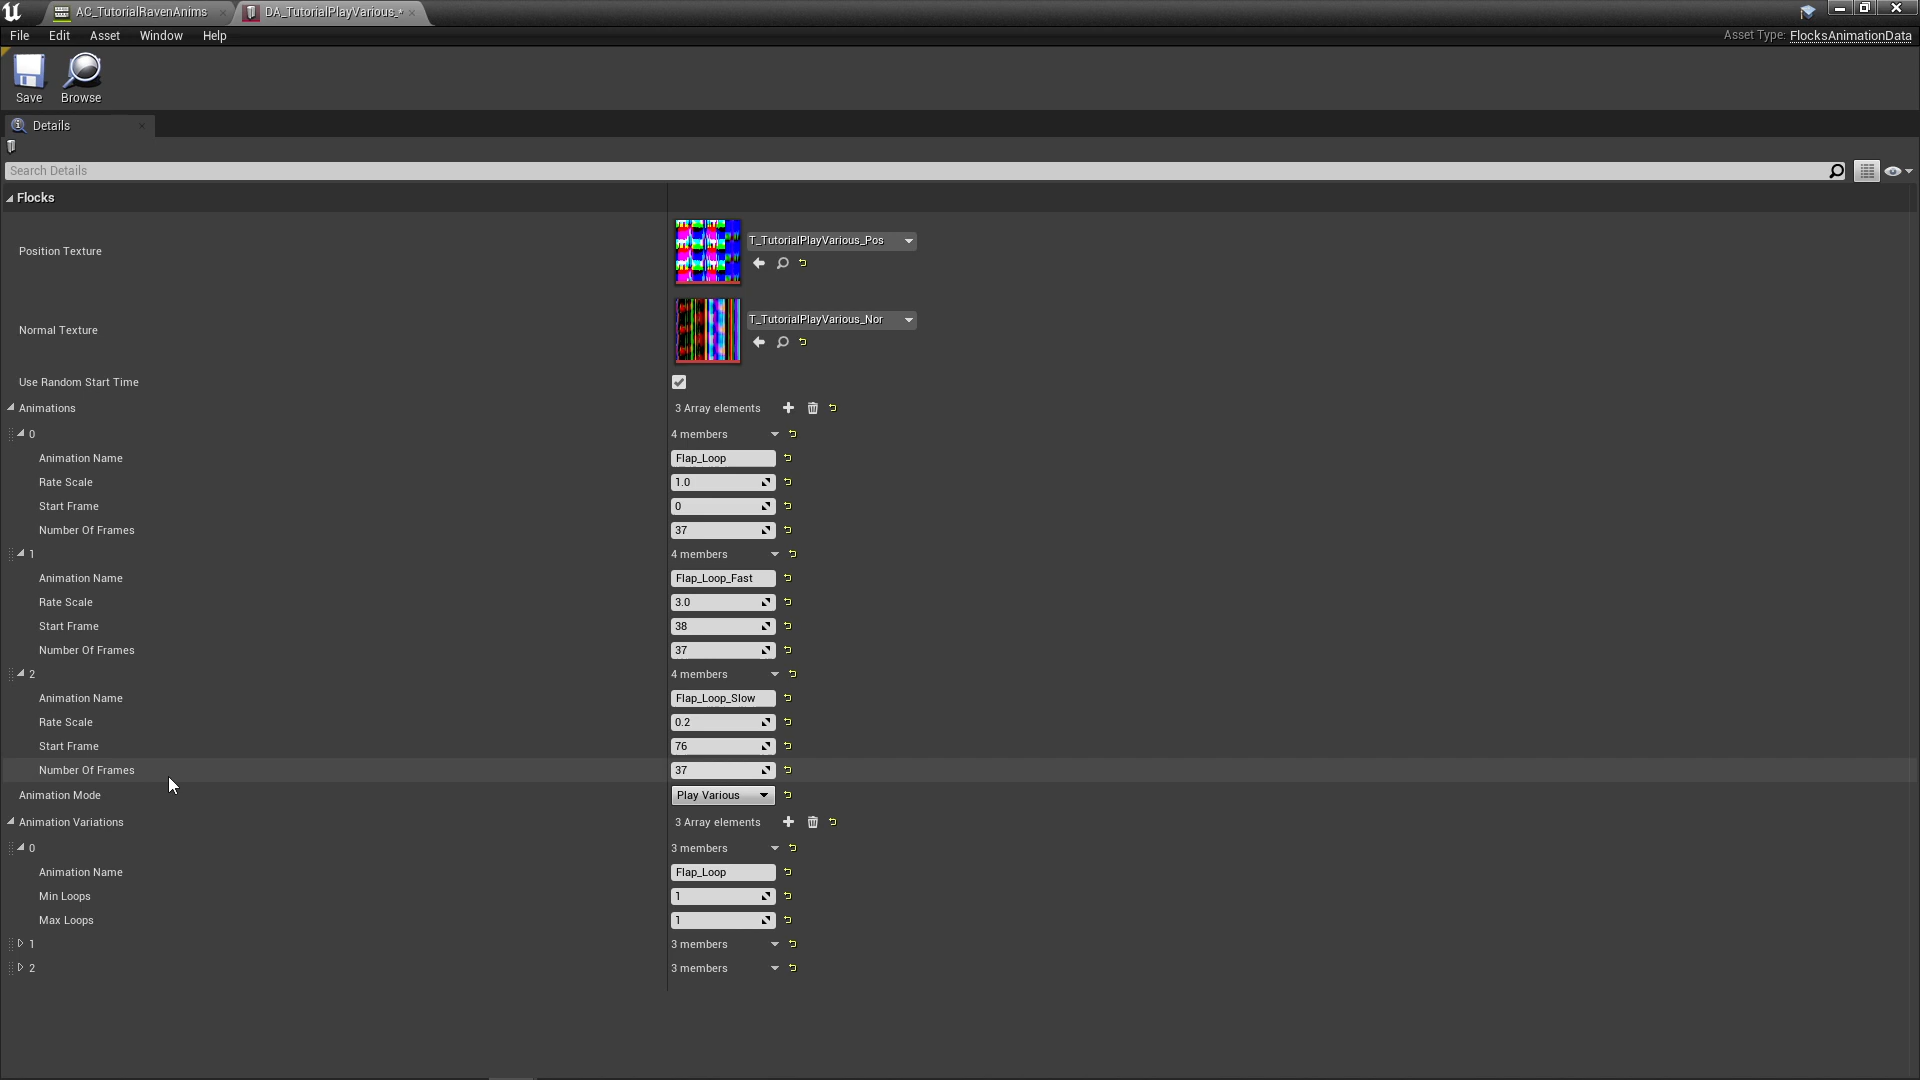 AC_TutorialRavenAnims
DA_TutorialPlayVarious_*
File Edit Asset Window Help
Asset Type: FlocksAnimationData
Save Browse
Details
Search Details
Flocks
Position Texture
T_TutorialPlayVarious_Pos
Normal Texture
T_TutorialPlayVarious_Nor
Use Random Start Time
Animations 3 Array elements
0 4 members
Animation Name Flap_Loop
Rate Scale 1.0
Start Frame 0
Number Of Frames 37
1 4 members
Animation Name Flap_Loop_Fast
Rate Scale 3.0
Start Frame 38
Number Of Frames 37
2 4 members
Animation Name Flap_Loop_Slow
Rate Scale 0.2
Start Frame 76
Number Of Frames 37
Animation Mode Play Various
Animation Variations 3 Array elements
0 3 members
Animation Name Flap_Loop
Min Loops 1
Max Loops 1
1 3 members
2 3 members